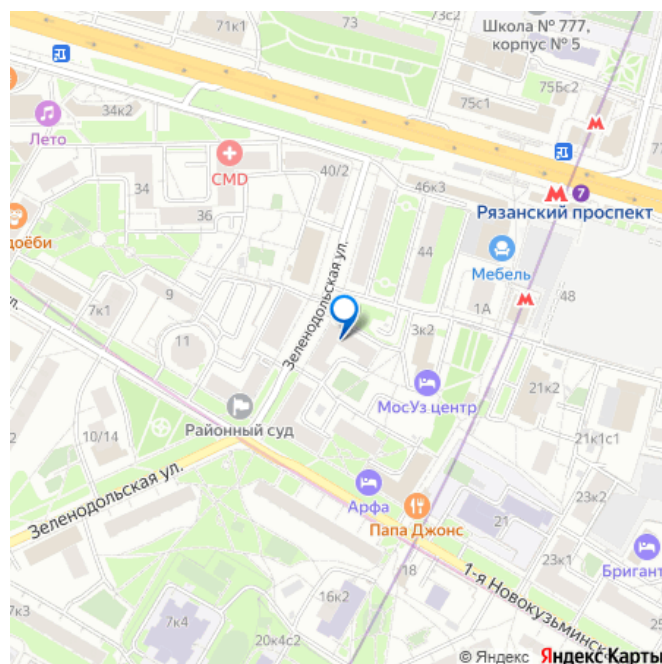 71к1
73
Школа № 777,
корпус № 5
75Бс2
75с1
34к2
Лето
CMD
40/2
34
36
46к3
7
Рязанский проспект
44
Мебель
доёби
Зеленодольская ул.
ул.
9
7к1
11
1А
48
3к2
МосУз центр
21к2
Районный суд
10/14
21к1с1
Зеленодольская ул.
Арфа
Папа Джонс
23к2
21
23к1
Бригант
1-я Новокузьминск
18
16к2
7к3
7к4
20к4с2
© Яндекс Яндекс Карты